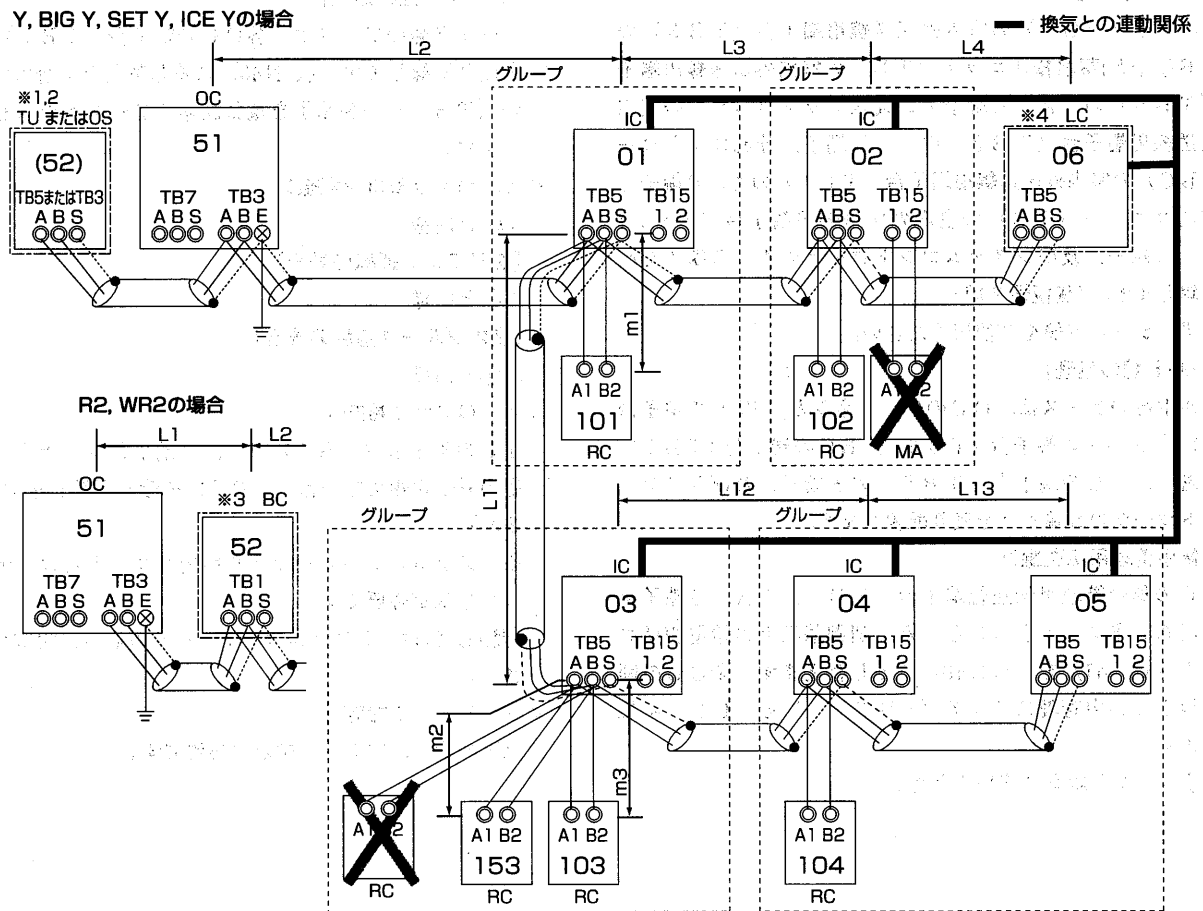 Y, BIG Y, SET Y, ICE Yの場合
換気との連動関係
L2
L3
L4
グループ
グループ
※1,2
TU またはOS
OC
IC
IC
※4 LC
(52)
51
01
02
06
TB5またはTB3
TB7
TB3
TB5
TB15
TB5
TB15
TB5
A B S
A B S
A B E
A B S
1 2
A B S
1 2
A B S
m1
A1 B2
101
RC
A1 B2
102
RC
A1 B2
MA
R2, WR2の場合
L1
L2
L11
L12
L13
OC
※3 BC
グループ
グループ
51
52
IC
IC
IC
03
04
05
TB7
TB3
TB1
TB5
TB15
TB5
TB15
TB5
TB15
A B S
A B E
A B S
A B S
1 2
A B S
1 2
A B S
1 2
m2
m3
A1 B2
RC
A1 B2
153
RC
A1 B2
103
RC
A1 B2
104
RC